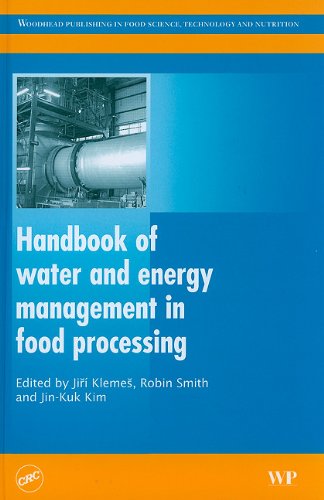 WOODHEAD PUBLISHING IN FOOD SCIENCE, TECHNOLOGY AND NUTRITION
Handbook of
water and energy
management in
food processing
Edited by Jiří Klemeš, Robin Smith
and Jin-Kuk Kim
CRC
WP